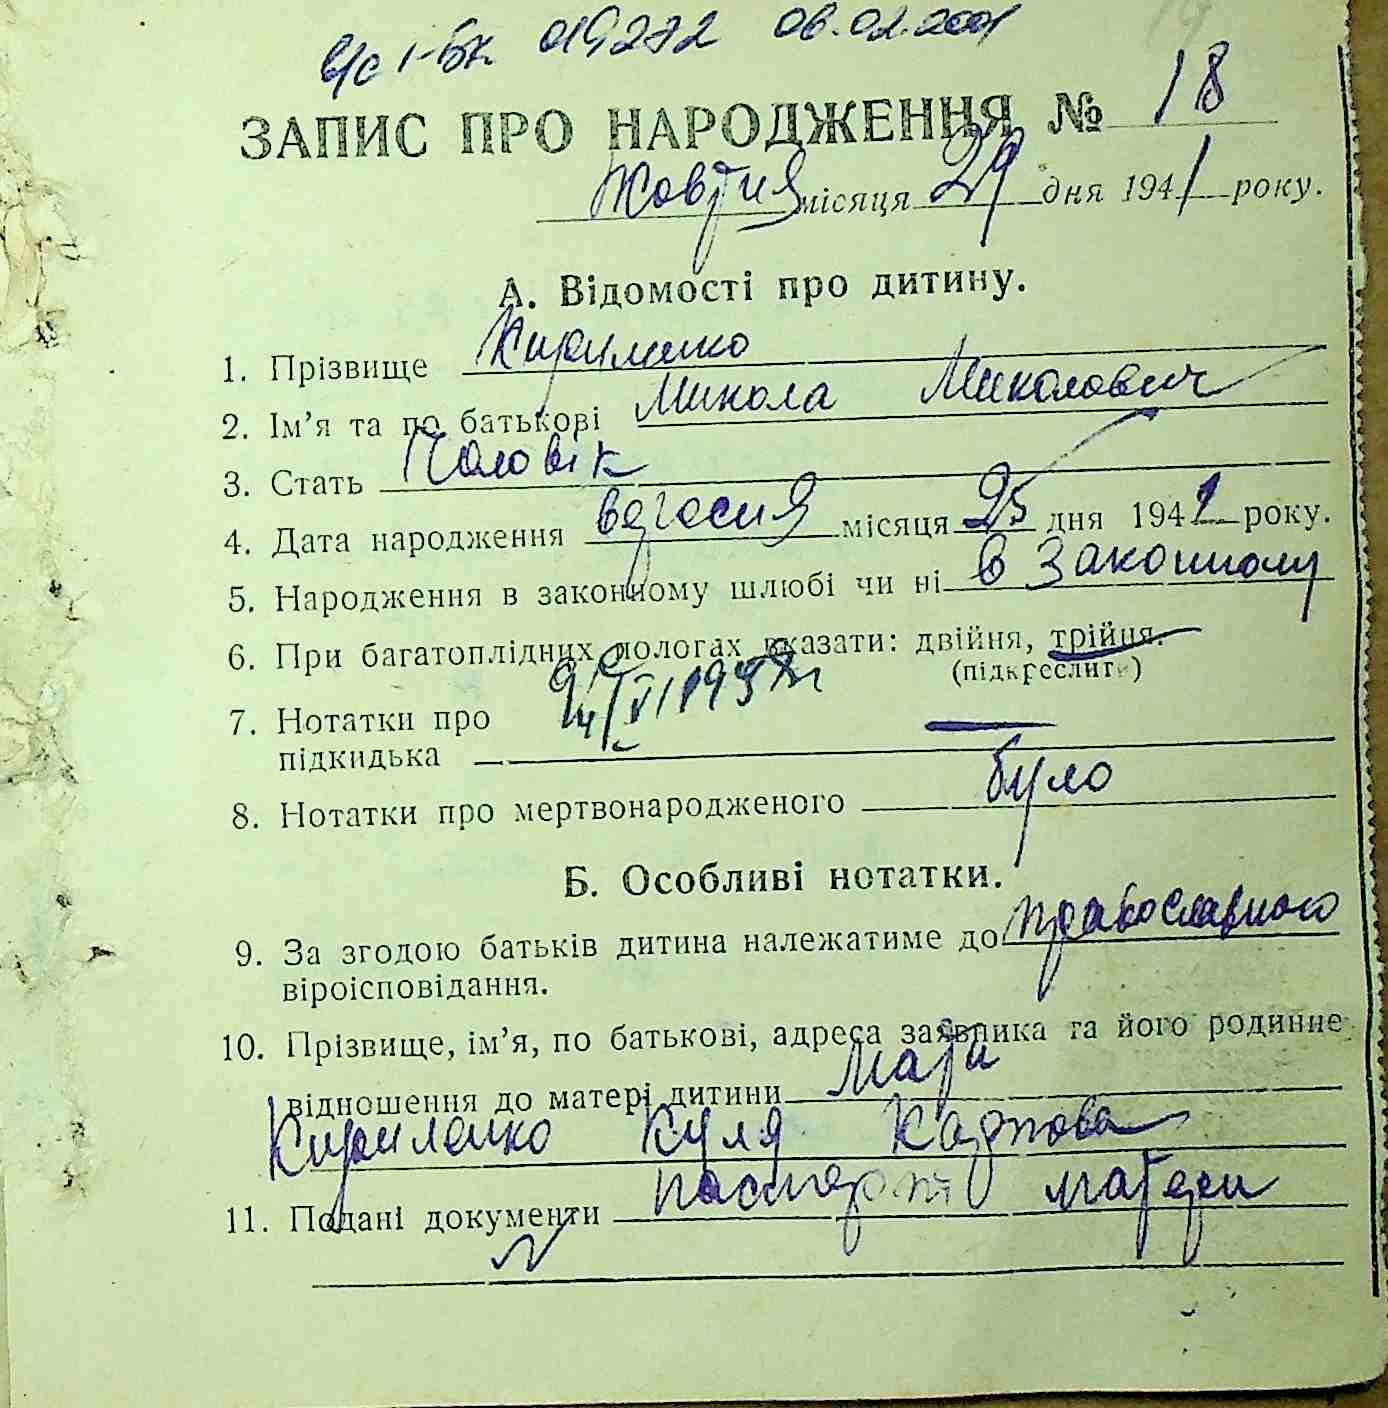 І-БК 019272 06.02.2001
ЗАПИС ПРО НАРОДЖЕННЯ № 18
Жовтня місяця 29 дня 1941 року.
А. Відомості про дитину.
1. Прізвище Кириленко
2. Ім’я та по батькові Микола Миколович
3. Стать Чоловік
4. Дата народження вересня місяця 25 дня 1941 року.
5. Народження в законному шлюбі чи ні в законному
6. При багатоплідних пологах вказати: двійня, трійня.
(підкреслити)
7. Нотатки про
підкидька —
8. Нотатки про мертвонародженого було
Б. Особливі нотатки.
9. За згодою батьків дитина належатиме до православного
віроісповідання.
10. Прізвище, ім’я, по батькові, адреса заявника та його родинне
відношення до матері дитини мати
Кириленко Карпова
11. Подані документи паспорт матери
№